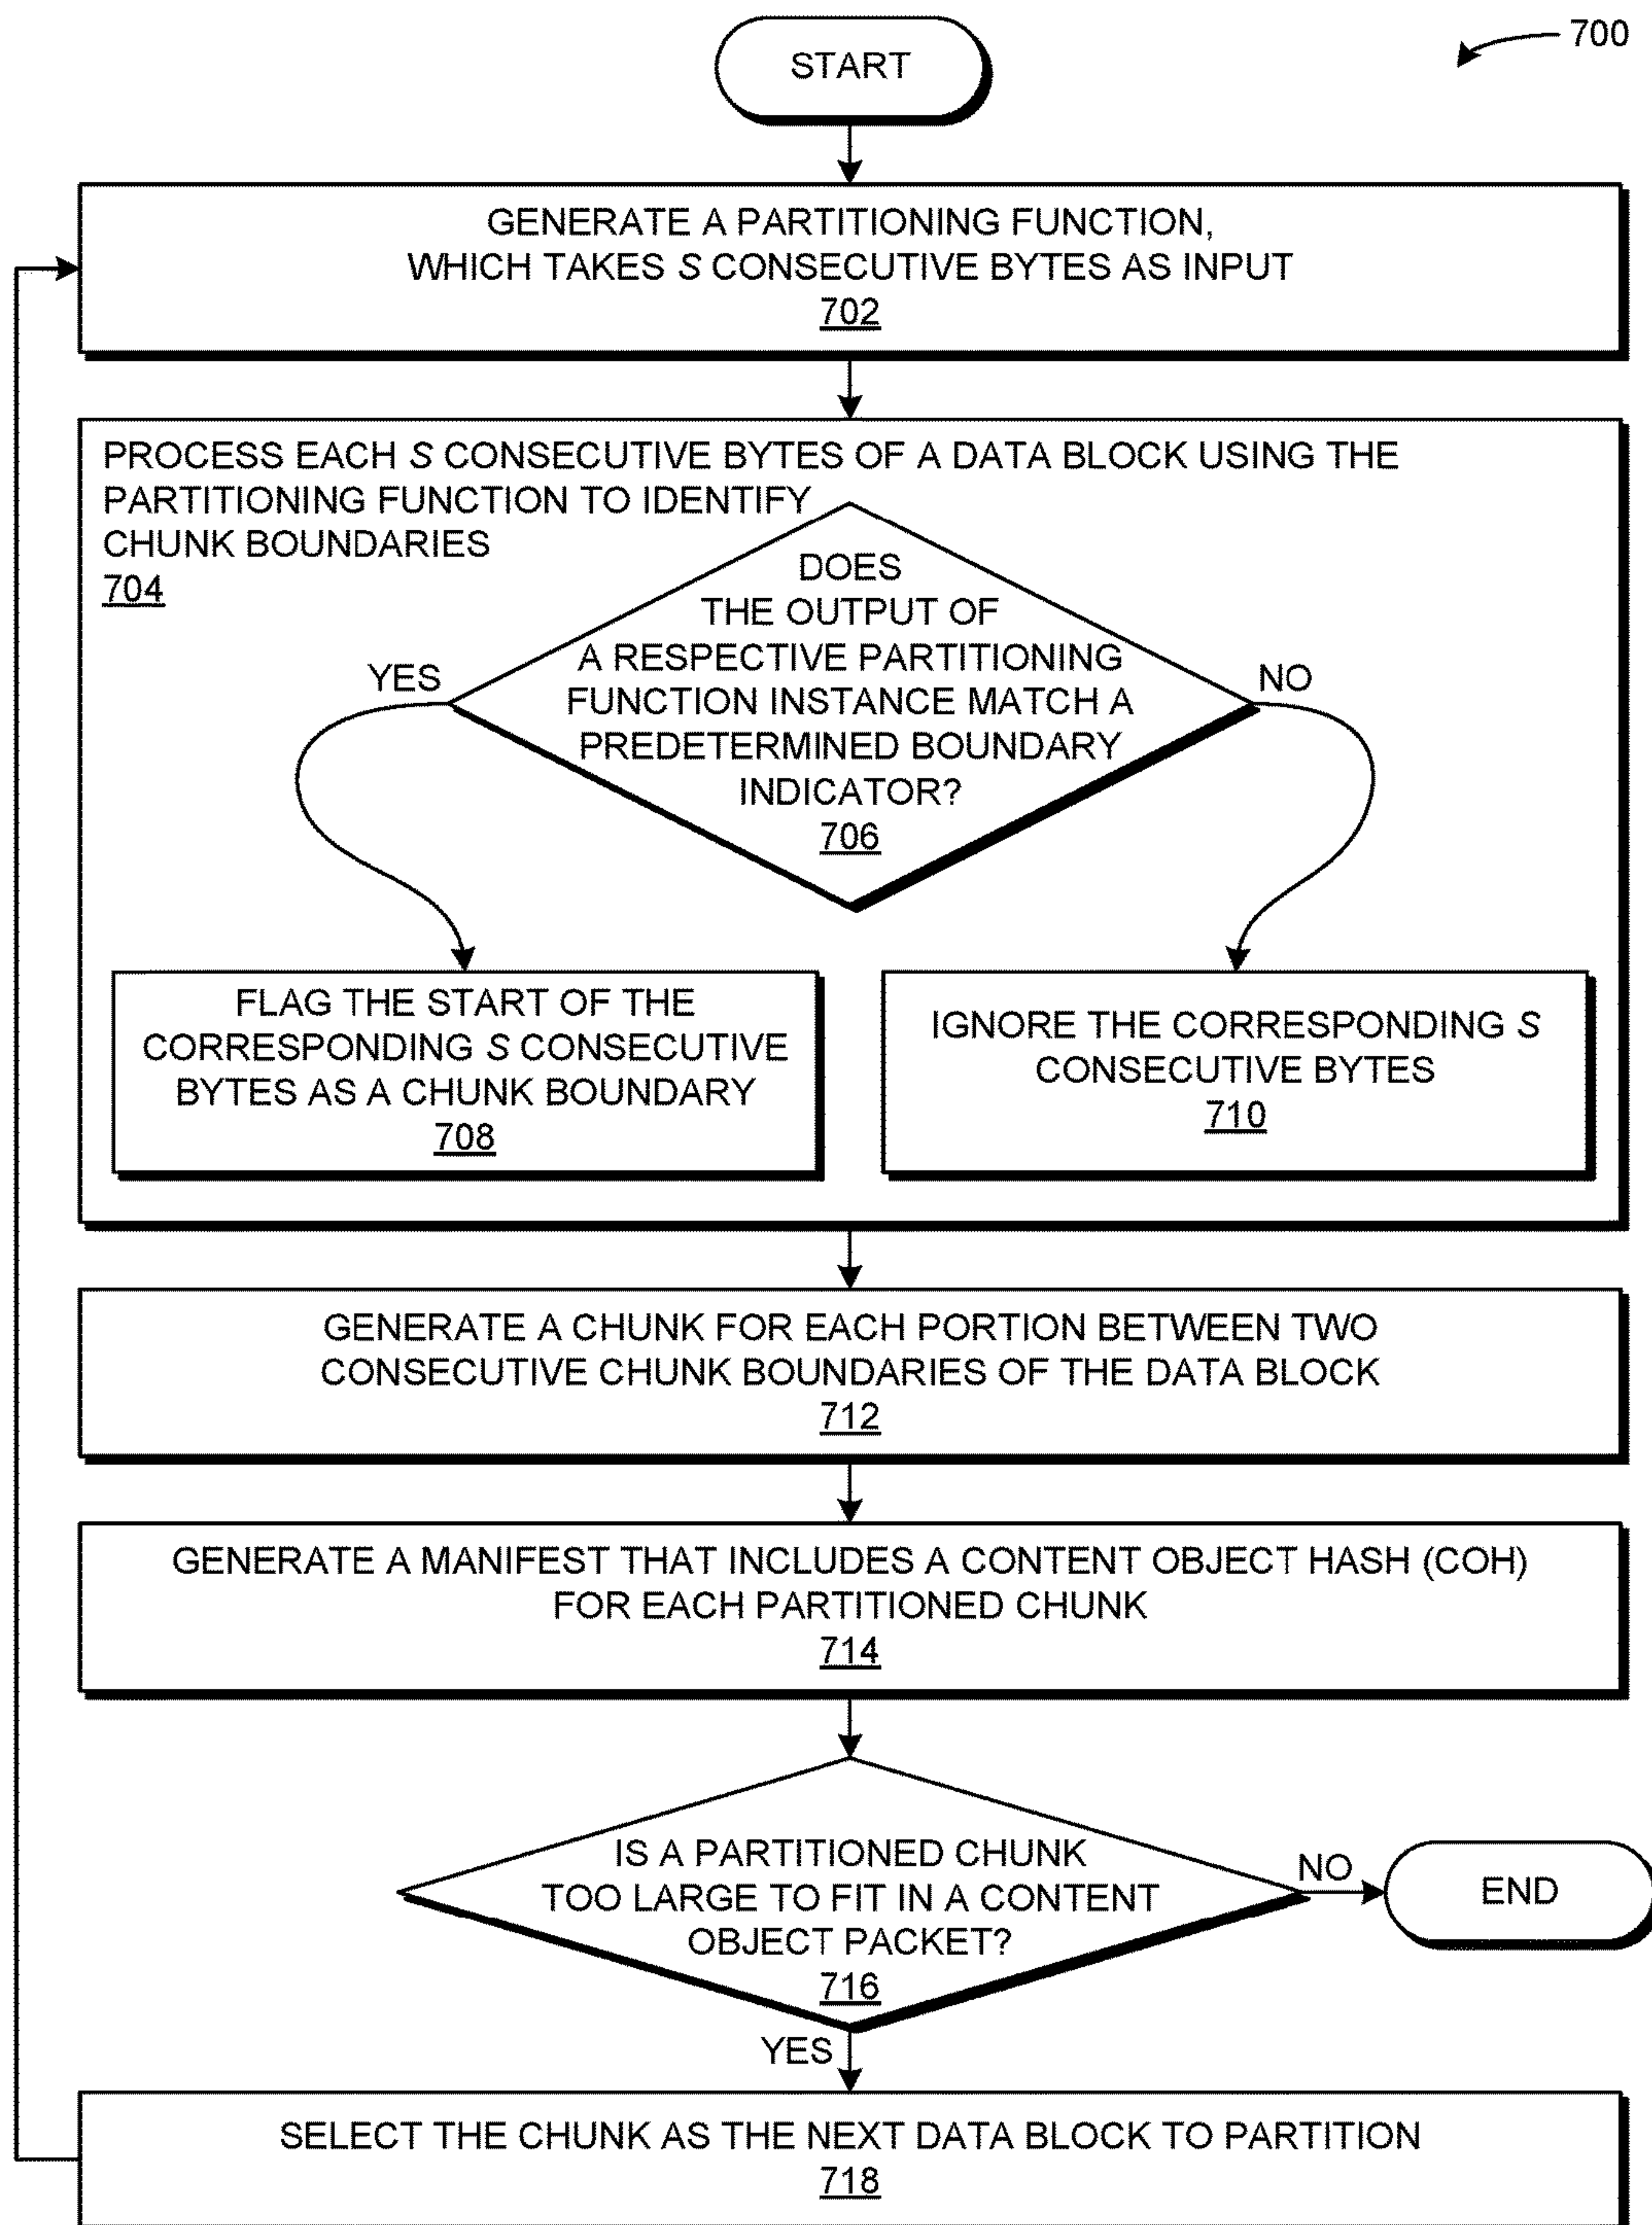 START
700
GENERATE A PARTITIONING FUNCTION,
WHICH TAKES S CONSECUTIVE BYTES AS INPUT
702
PROCESS EACH S CONSECUTIVE BYTES OF A DATA BLOCK USING THE
PARTITIONING FUNCTION TO IDENTIFY
CHUNK BOUNDARIES
704
DOES
THE OUTPUT OF
A RESPECTIVE PARTITIONING
FUNCTION INSTANCE MATCH A
PREDETERMINED BOUNDARY
INDICATOR?
706
YES
NO
FLAG THE START OF THE
CORRESPONDING S CONSECUTIVE
BYTES AS A CHUNK BOUNDARY
708
IGNORE THE CORRESPONDING S
CONSECUTIVE BYTES
710
GENERATE A CHUNK FOR EACH PORTION BETWEEN TWO
CONSECUTIVE CHUNK BOUNDARIES OF THE DATA BLOCK
712
GENERATE A MANIFEST THAT INCLUDES A CONTENT OBJECT HASH (COH)
FOR EACH PARTITIONED CHUNK
714
IS A PARTITIONED CHUNK
TOO LARGE TO FIT IN A CONTENT
OBJECT PACKET?
716
NO
END
YES
SELECT THE CHUNK AS THE NEXT DATA BLOCK TO PARTITION
718